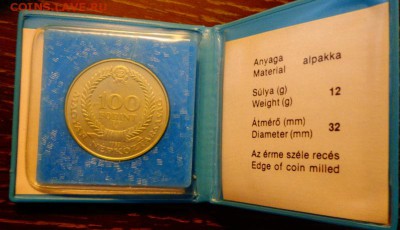 COINS.LAVE.RU
100
Anyaga alpakka
Material
Súlya (g) 12
Weight (g)
Átmérő (mm) 32
Diameter (mm)
Az érme széle recés
Edge of coin milled